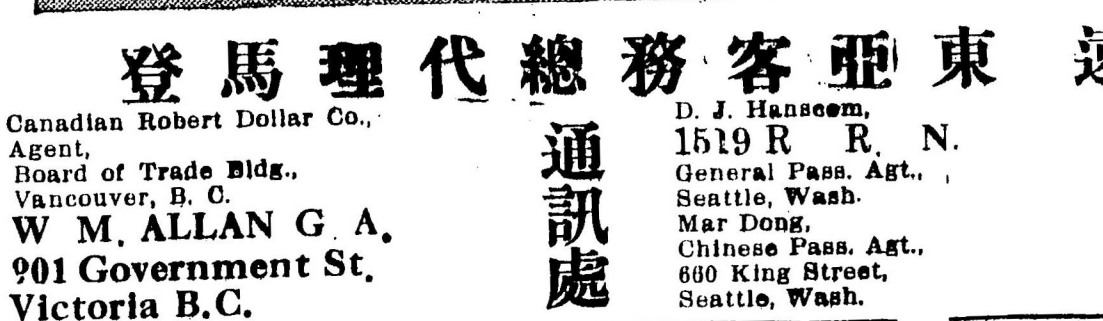 東亞客務總代理馬登
Canadian Robert Dollar Co.,
Agent,
Board of Trade Bldg.,
Vancouver, B. C.
W M. ALLAN G A.
901 Government St.
Victoria B.C.
通訊處
D. J. Hanscom,
1519 R R. N.
General Pass. Agt.,
Seattle, Wash.
Mar Dong,
Chinese Pass. Agt.,
660 King Street,
Seattle, Wash.